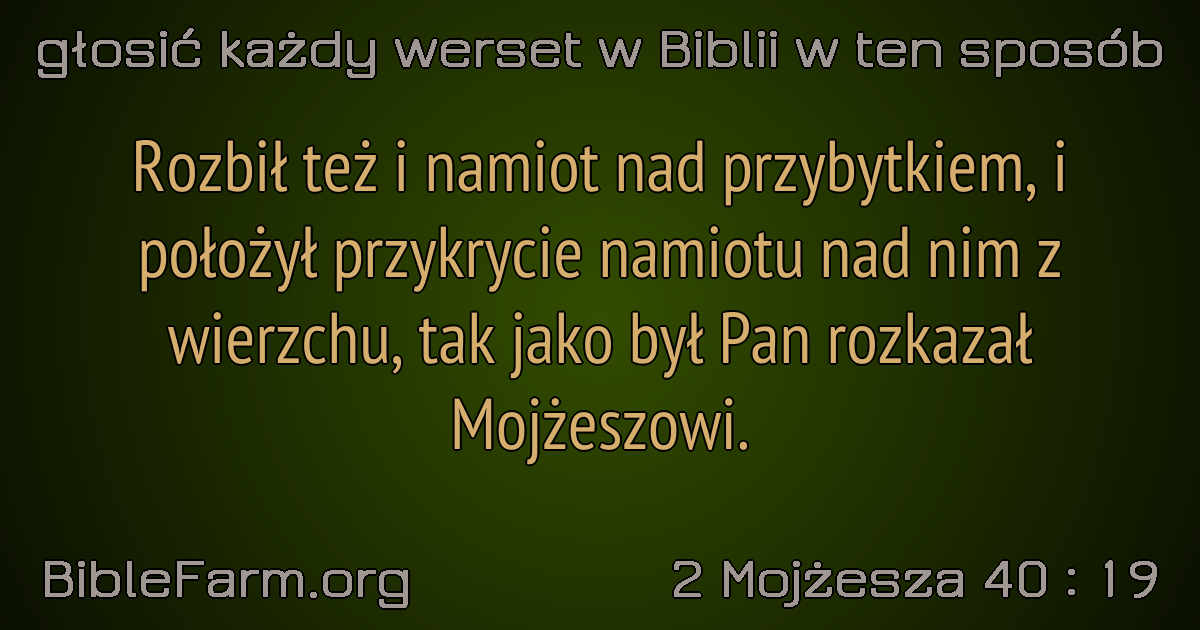 głosić każdy werset w Biblii w ten sposób
Rozbił też i namiot nad przybytkiem, i
położył przykrycie namiotu nad nim z
wierzchu, tak jako był Pan rozkazał
Mojżeszowi.
BibleFarm.org
2 Mojżesza 40 : 19